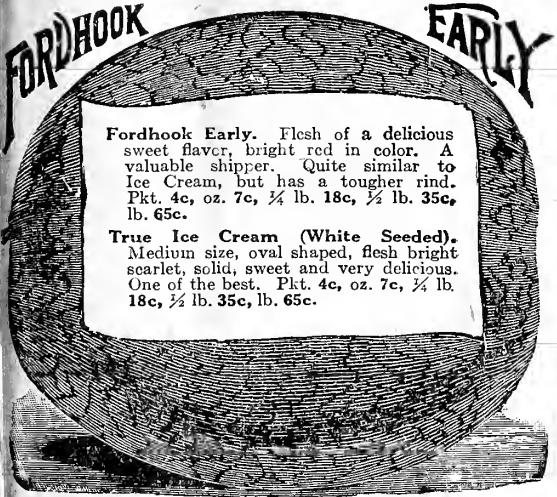 FORDHOOK EARLY
Fordhook Early. Flesh of a delicious
sweet flavor, bright red in color. A
valuable shipper. Quite similar to
Ice Cream, but has a tougher rind.
Pkt. 4c, oz. 7c, ¼ lb. 18c, ½ lb. 35c,
lb. 65c.
True Ice Cream (White Seeded).
Medium size, oval shaped, flesh bright
scarlet, solid, sweet and very delicious.
One of the best. Pkt. 4c, oz. 7c, ¼ lb.
18c, ½ lb. 35c, lb. 65c.